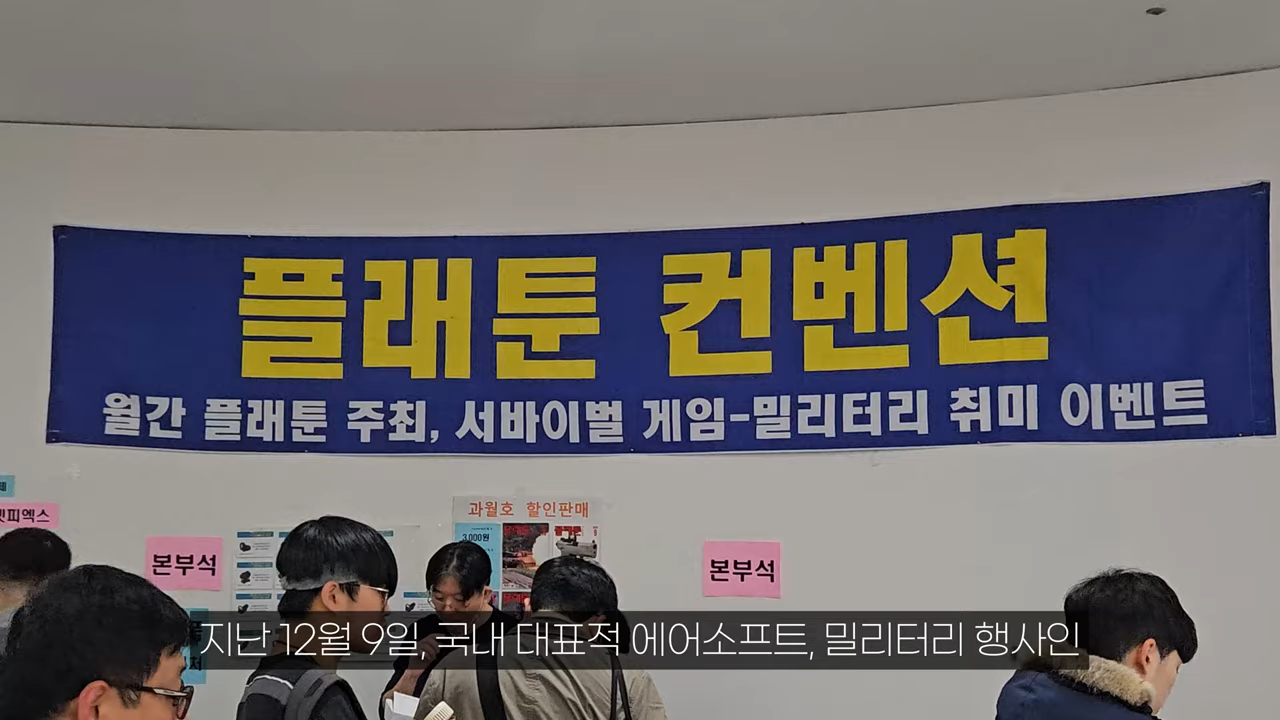 플래툰 컨벤션
월간 플래툰 주최, 서바이벌 게임-밀리터리 취미 이벤트
과월호 할인판매
3,000원
본부석
본부석
지난 12월 9일, 국내 대표적 에어소프트, 밀리터리 행사인